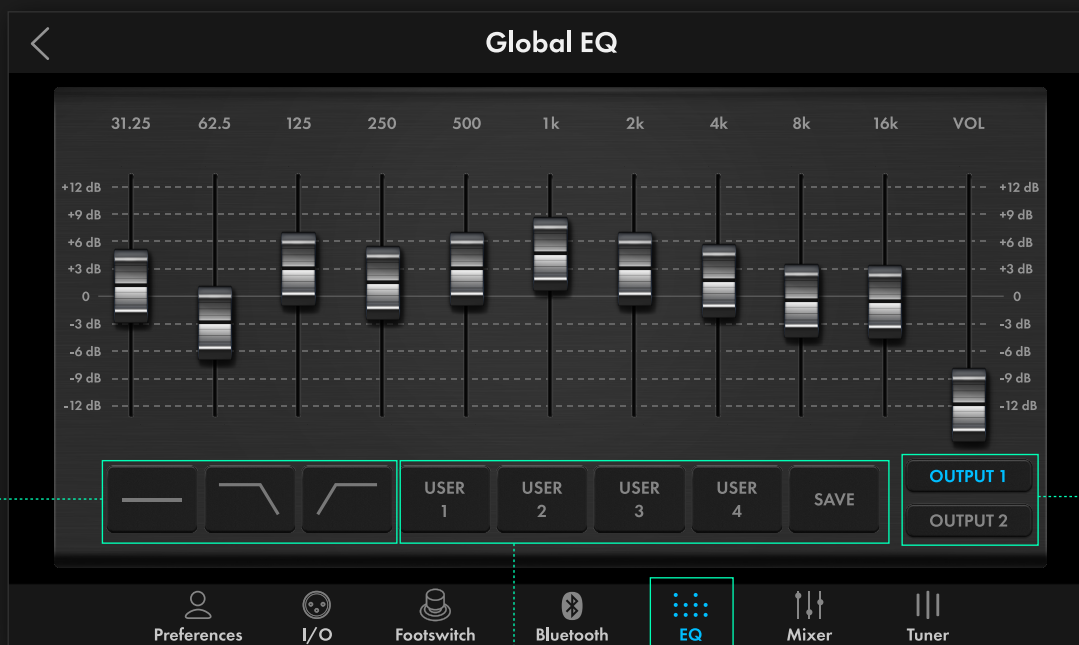 Global EQ
31.25 62.5 125 250 500 1k 2k 4k 8k 16k VOL
+12 dB +12 dB
+9 dB +9 dB
+6 dB +6 dB
+3 dB +3 dB
0 0
-3 dB -3 dB
-6 dB -6 dB
-9 dB -9 dB
-12 dB -12 dB
USER 1
USER 2
USER 3
USER 4
SAVE
OUTPUT 1
OUTPUT 2
Preferences I/O Footswitch Bluetooth EQ Mixer Tuner